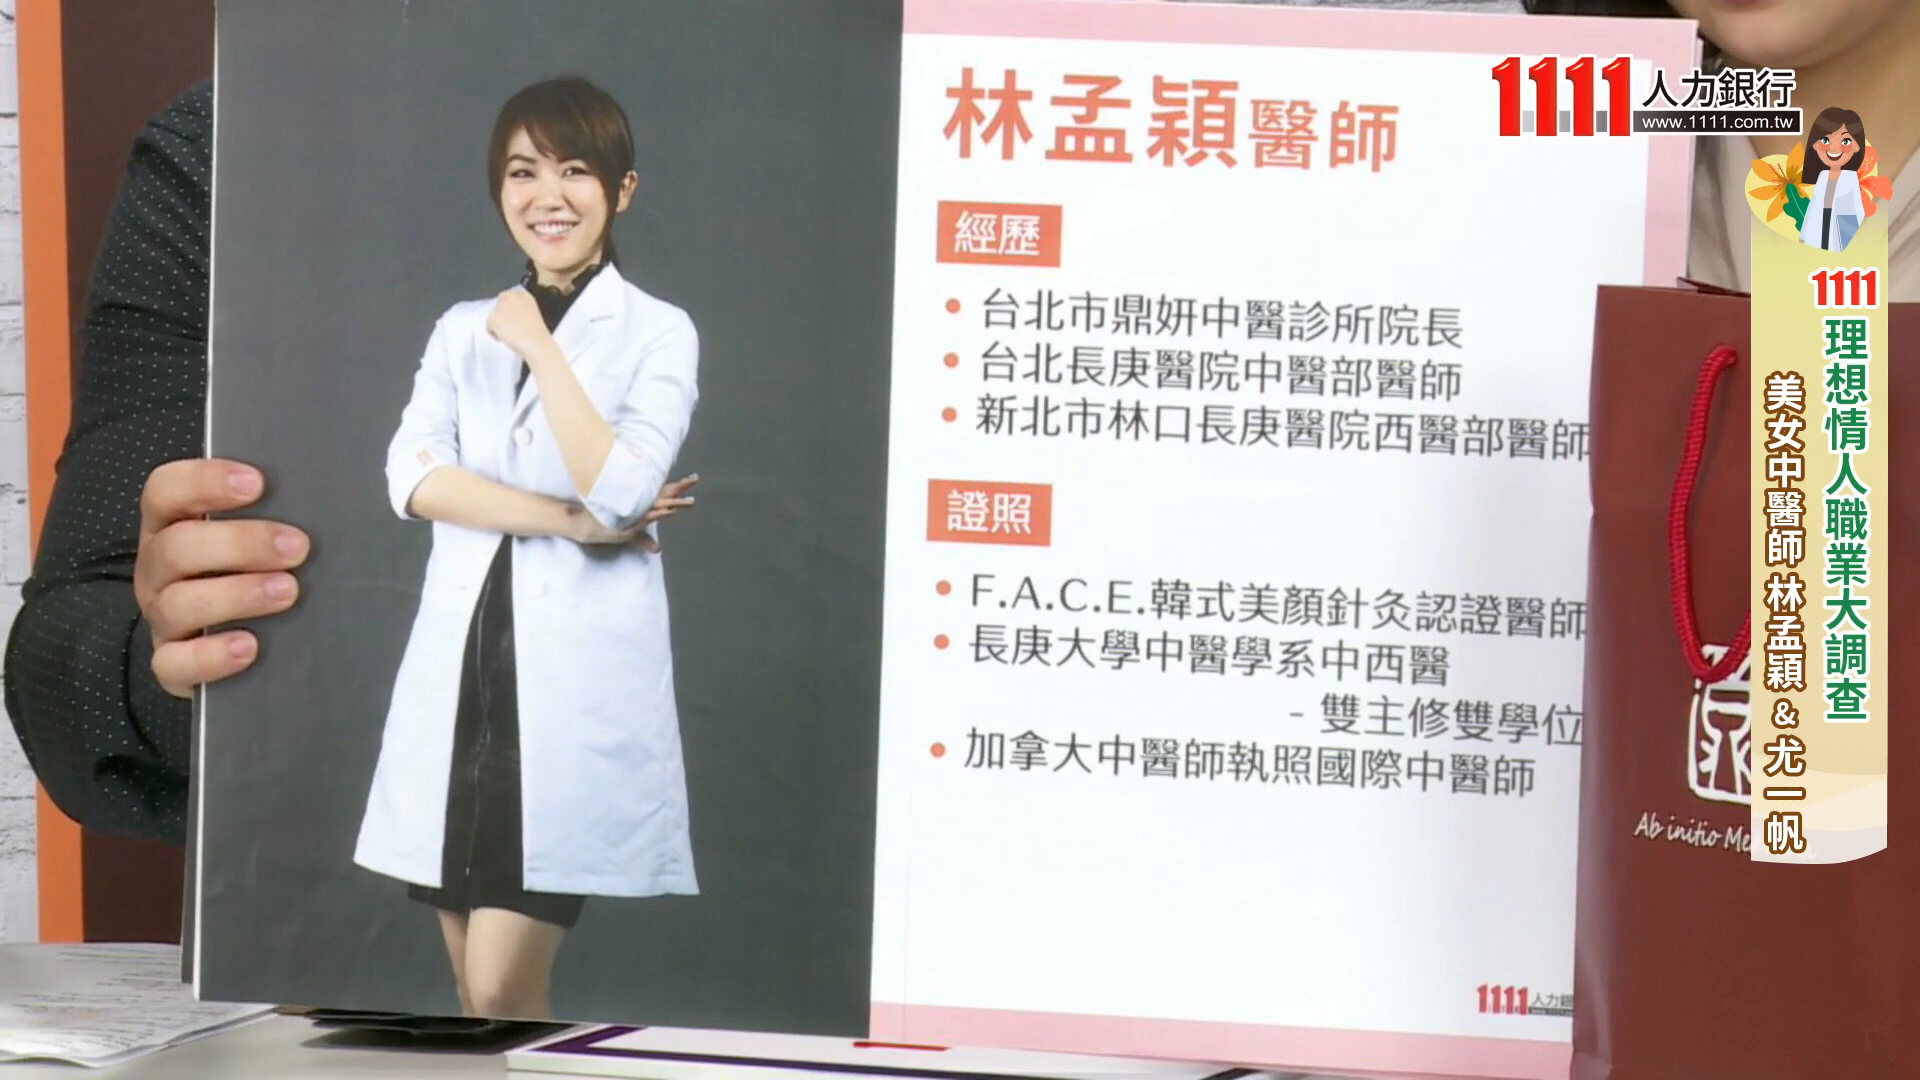 林孟穎醫師
經歷
• 台北市鼎妍中醫診所院長
• 台北長庚醫院中醫部醫師
• 新北市林口長庚醫院西醫部醫師
證照
• F.A.C.E.韓式美顏針灸認證醫師
• 長庚大學中醫學系中西醫
- 雙主修雙學位
• 加拿大中醫師執照國際中醫師
1111 人力
1111 人力銀行
www.1111.com.tw
1111理想情人職業大調查
美女中醫師 林孟穎 & 尤一帆
Ab initio